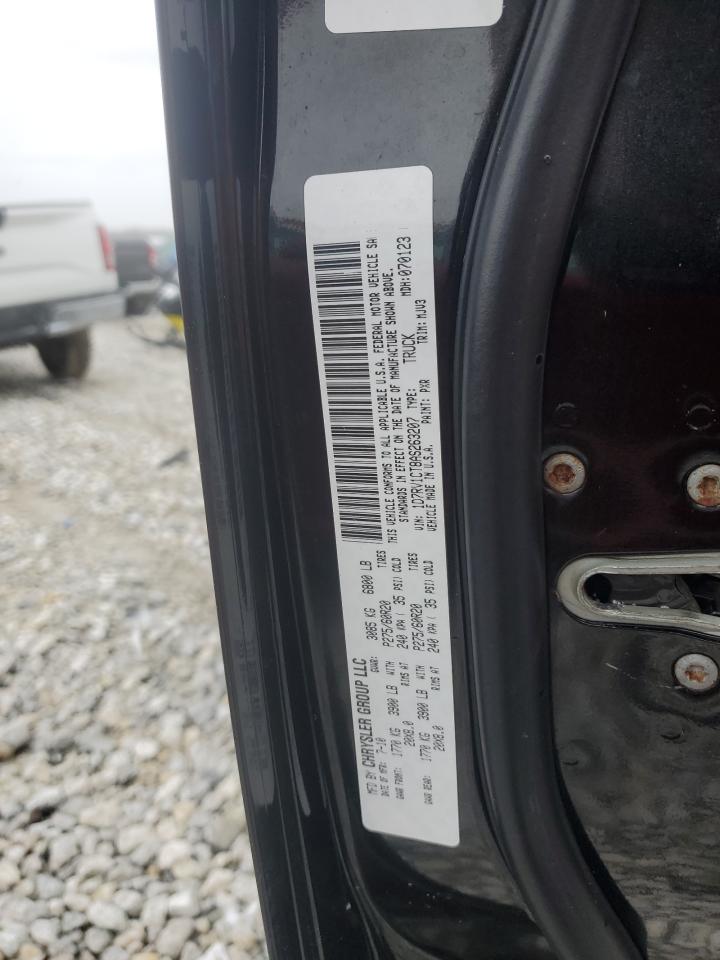 MFD BY CHRYSLER GROUP LLC
DATE OF MFR: 7-10 GVWR: 3085 KG 6800 LB
GAWR FRONT: 1770 KG 3900 LB WITH P275/60R20 TIRES
20X8.0 RIMS AT 240 KPA ( 35 PSI) COLD
GAWR REAR: 1770 KG 3900 LB WITH P275/60R20 TIRES
20X8.0 RIMS AT 240 KPA ( 35 PSI) COLD
THIS VEHICLE CONFORMS TO ALL APPLICABLE U.S.A. FEDERAL MOTOR VEHICLE SA
STANDARDS IN EFFECT ON THE DATE OF MANUFACTURE SHOWN ABOVE.
VIN: 1D7RV1CT8AS263207 TYPE: TRUCK MDH:070123
VEHICLE MADE IN U.S.A. PAINT: PXR TRIM: MJV3